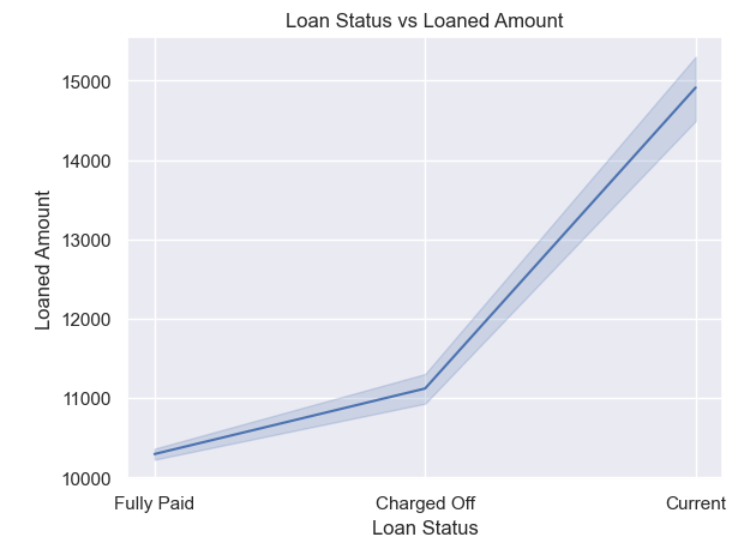 Loan Status vs Loaned Amount
15000
14000
13000
12000
11000
10000
Loaned Amount
Fully Paid
Charged Off
Current
Loan Status